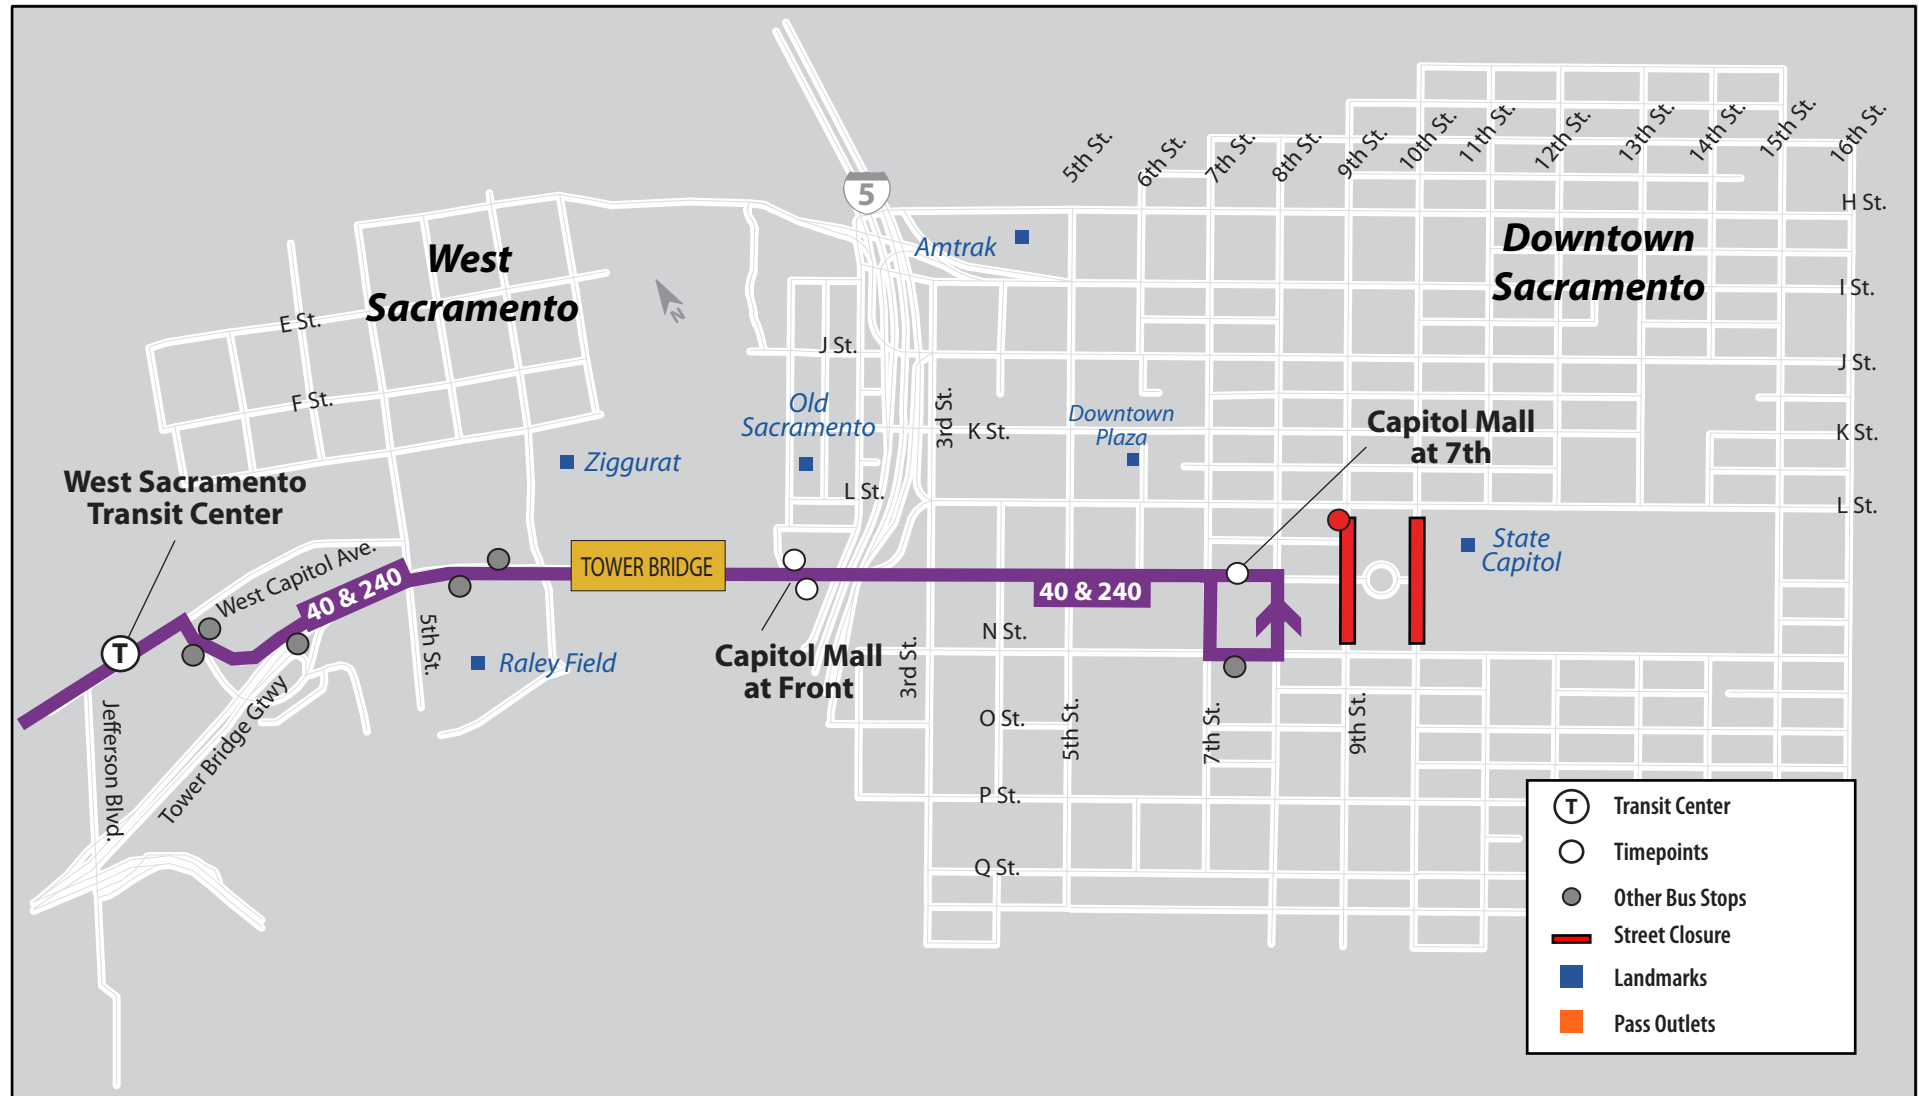 5th St.
6th St.
7th St.
8th St.
9th St.
10th St.
11th St.
12th St.
13th St.
14th St.
15th St.
16th St.
5
H St.
West
Sacramento
Amtrak
Downtown
Sacramento
I St.
N
E St.
J St.
J St.
F St.
Old
Sacramento
3rd St.
K St.
Downtown
Plaza
Capitol Mall
at 7th
K St.
Ziggurat
West Sacramento
Transit Center
L St.
L St.
State
Capitol
West Capitol Ave.
40 & 240
TOWER BRIDGE
40 & 240
T
5th St.
Raley Field
Capitol Mall
at Front
N St.
3rd St.
Jefferson Blvd.
Tower Bridge Gtwy
O St.
5th St.
7th St.
9th St.
P St.
Q St.
T Transit Center
Timepoints
Other Bus Stops
Street Closure
Landmarks
Pass Outlets